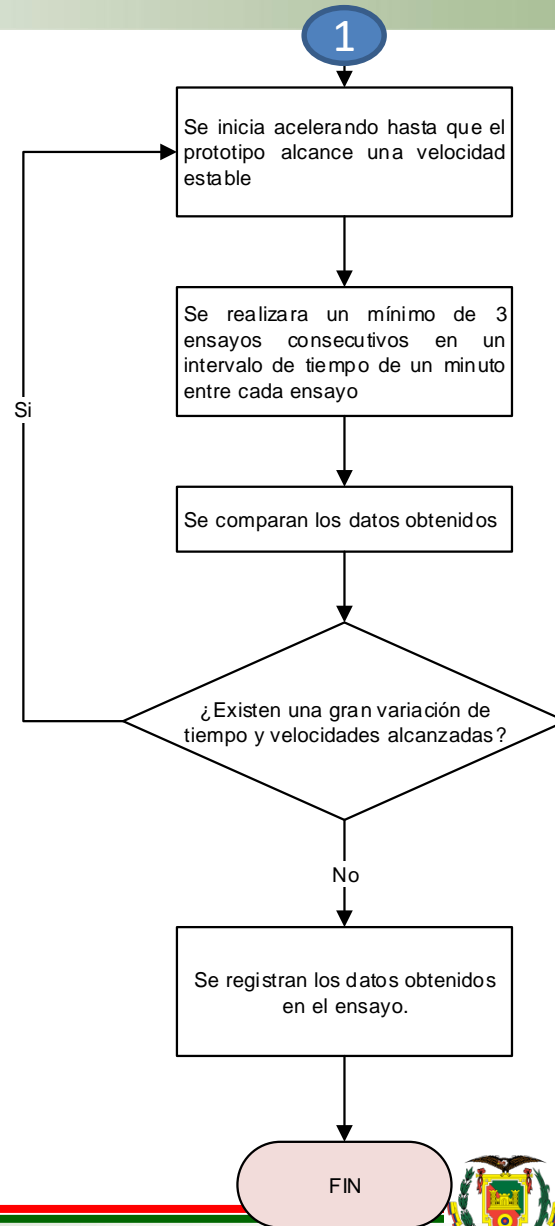 1
Se inicia acelerando hasta que el
prototipo alcance una velocidad
estable
Se realizara un mínimo de 3
ensayos consecutivos en un
intervalo de tiempo de un minuto
entre cada ensayo
Si
Se comparan los datos obtenidos
¿Existen una gran variación de
tiempo y velocidades alcanzadas?
No
Se registran los datos obtenidos
en el ensayo.
FIN